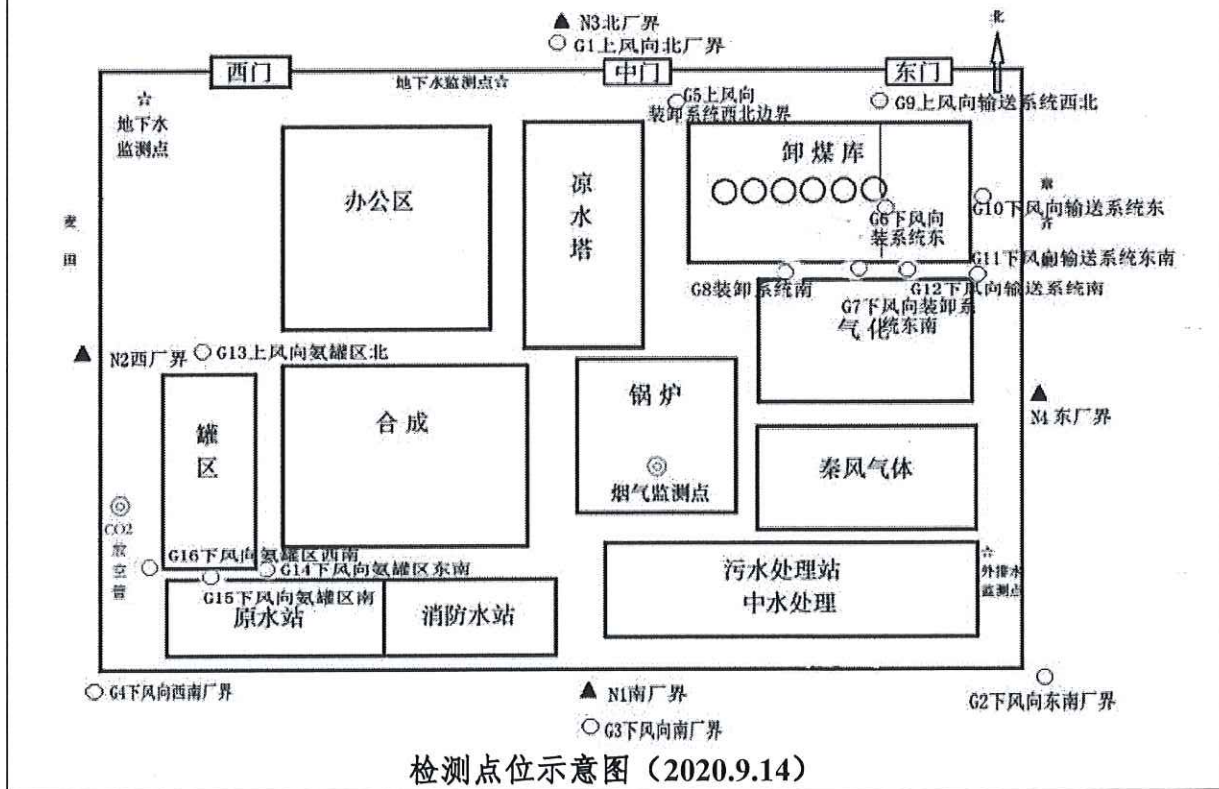 ▲ N3北厂界
○ G1上风向北厂界
北
西门
中门
东门
地下水监测点☆
☆
地下水
监测点
G5上风向
装卸系统西北边界
G9上风向输送系统西北
办公区
凉水塔
卸煤库
麦田
G6下风向
装系统东
G10下风向输送系统东
G11下风向输送系统东南
G8装卸系统南
G12下风向输送系统南
G7下风向装卸系
统东南
气化
N2西厂界
G13上风向氨罐区北
罐区
合成
锅炉
烟气监测点
N4东厂界
秦风气体
CO2
放空管
G16下风向氨罐区西南
G14下风向氨罐区东南
G15下风向氨罐区南
原水站
消防水站
污水处理站
中水处理
☆
外排水
监测点
G4下风向西南厂界
▲ N1南厂界
○ G3下风向南厂界
G2下风向东南厂界
检测点位示意图（2020.9.14）